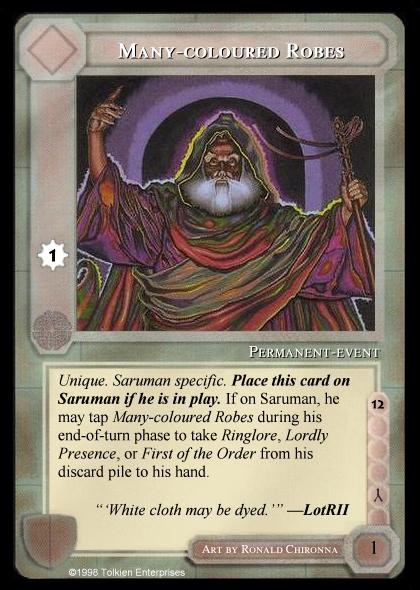 Many-coloured Robes
1
Permanent-event
Unique. Saruman specific. Place this card on
Saruman if he is in play. If on Saruman, he
may tap Many-coloured Robes during his
end-of-turn phase to take Ringlore, Lordly
Presence, or First of the Order from his
discard pile to his hand.
12
“‘White cloth may be dyed.’” —LotRII
Art by Ronald Chironna
1
©1998 Tolkien Enterprises